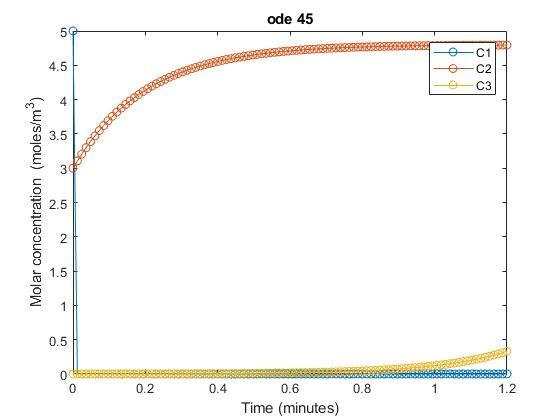 ode 45
C1
C2
C3
Molar concentration (moles/m³)
5
4.5
4
3.5
3
2.5
2
1.5
1
0.5
0
0 0.2 0.4 0.6 0.8 1 1.2
Time (minutes)